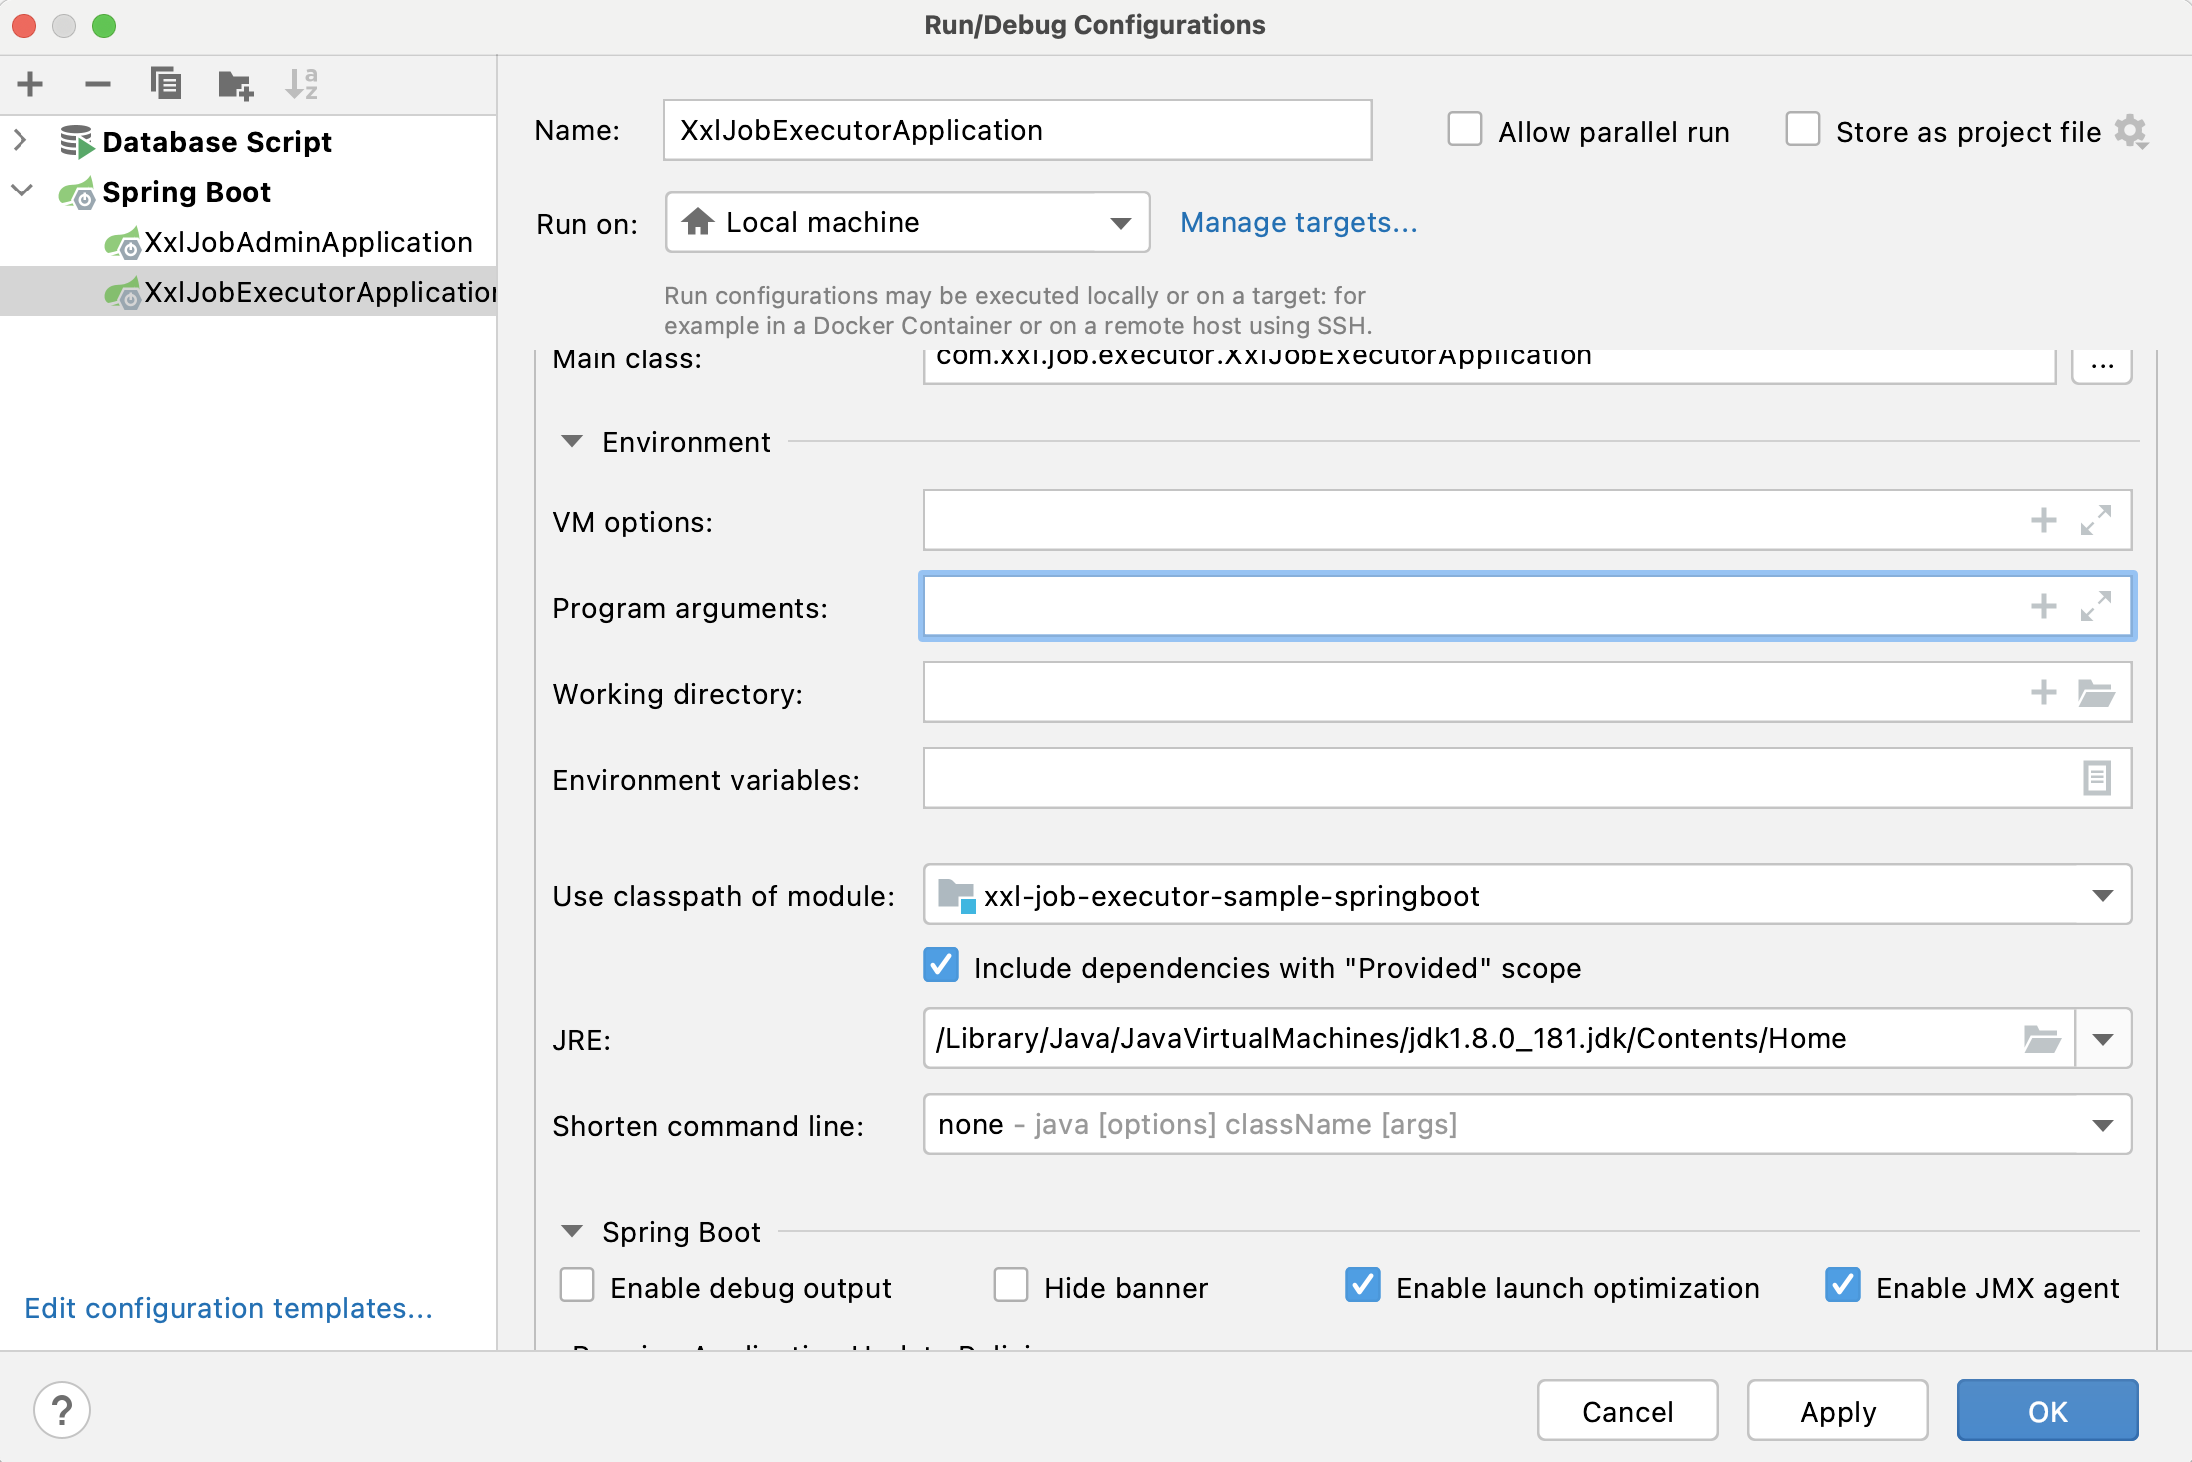 Run/Debug Configurations
Database Script
Spring Boot
XxlJobAdminApplication
XxlJobExecutorApplication
Edit configuration templates...
Name: XxlJobExecutorApplication
Allow parallel run
Store as project file
Run on: Local machine
Manage targets...
Run configurations may be executed locally or on a target: for
example in a Docker Container or on a remote host using SSH.
Main class: com.xxl.job.executor.XxlJobExecutorApplication ...
Environment
VM options:
Program arguments:
Working directory:
Environment variables:
Use classpath of module: xxl-job-executor-sample-springboot
Include dependencies with "Provided" scope
JRE: /Library/Java/JavaVirtualMachines/jdk1.8.0_181.jdk/Contents/Home
Shorten command line: none - java [options] className [args]
Spring Boot
Enable debug output
Hide banner
Enable launch optimization
Enable JMX agent
? Cancel Apply OK